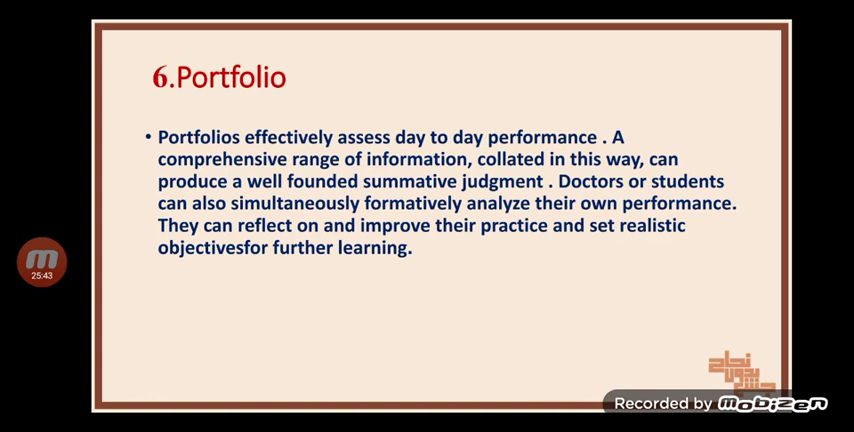 6.Portfolio
• Portfolios effectively assess day to day performance . A
comprehensive range of information, collated in this way, can
produce a well founded summative judgment . Doctors or students
can also simultaneously formatively analyze their own performance.
They can reflect on and improve their practice and set realistic
objectivesfor further learning.
25:43
نجاح
بدون
Recorded by mobizen